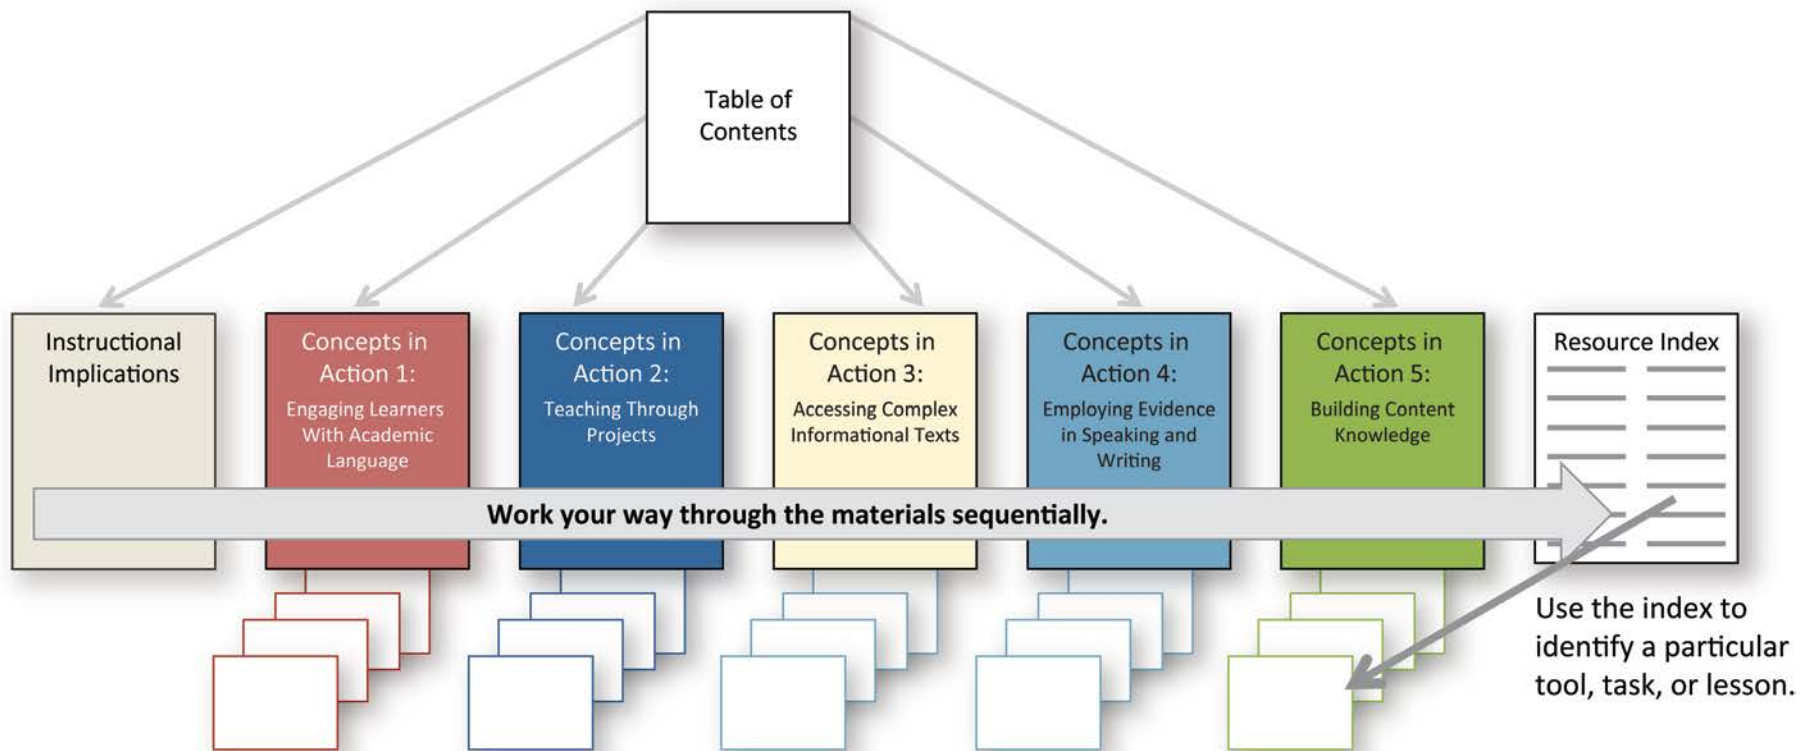 Table of
Contents
Instructional
Implications
Concepts in
Action 1:
Engaging Learners
With Academic
Language
Concepts in
Action 2:
Teaching Through
Projects
Concepts in
Action 3:
Accessing Complex
Informational Texts
Concepts in
Action 4:
Employing Evidence
in Speaking and
Writing
Concepts in
Action 5:
Building Content
Knowledge
Resource Index
Work your way through the materials sequentially.
Use the index to
identify a particular
tool, task, or lesson.